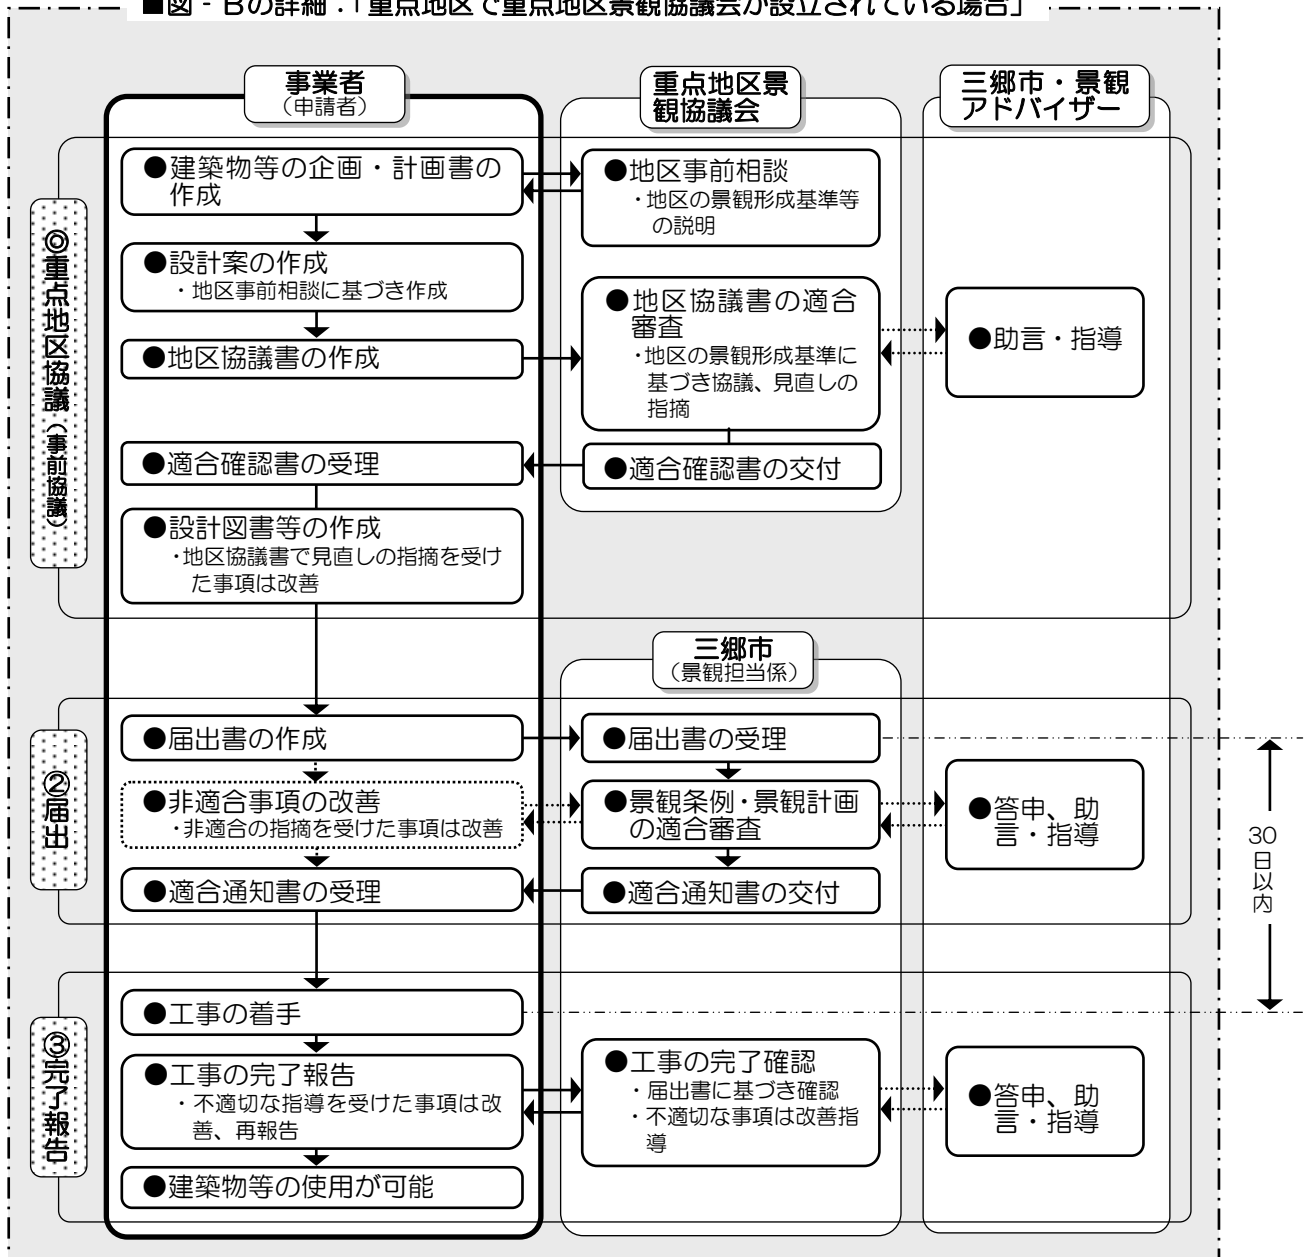 ■図‐Bの詳細：「重点地区で重点地区景観協議会が設立されている場合」
事業者
（申請者）
重点地区景
観協議会
三郷市・景観
アドバイザー
◎重点地区協議（事前協議）
●建築物等の企画・計画書の
作成
●地区事前相談
・地区の景観形成基準等
の説明
●設計案の作成
・地区事前相談に基づき作成
●地区協議書の作成
●地区協議書の適合
審査
・地区の景観形成基準に
基づき協議、見直しの
指摘
●助言・指導
●適合確認書の受理
●適合確認書の交付
●設計図書等の作成
・地区協議書で見直しの指摘を受け
た事項は改善
三郷市
（景観担当係）
②届出
●届出書の作成
●届出書の受理
●非適合事項の改善
・非適合の指摘を受けた事項は改善
●景観条例・景観計画
の適合審査
●答申、助
言・指導
●適合通知書の受理
●適合通知書の交付
30
日以内
③完了報告
●工事の着手
●工事の完了報告
・不適切な指導を受けた事項は改
善、再報告
●工事の完了確認
・届出書に基づき確認
・不適切な事項は改善指
導
●答申、助
言・指導
●建築物等の使用が可能